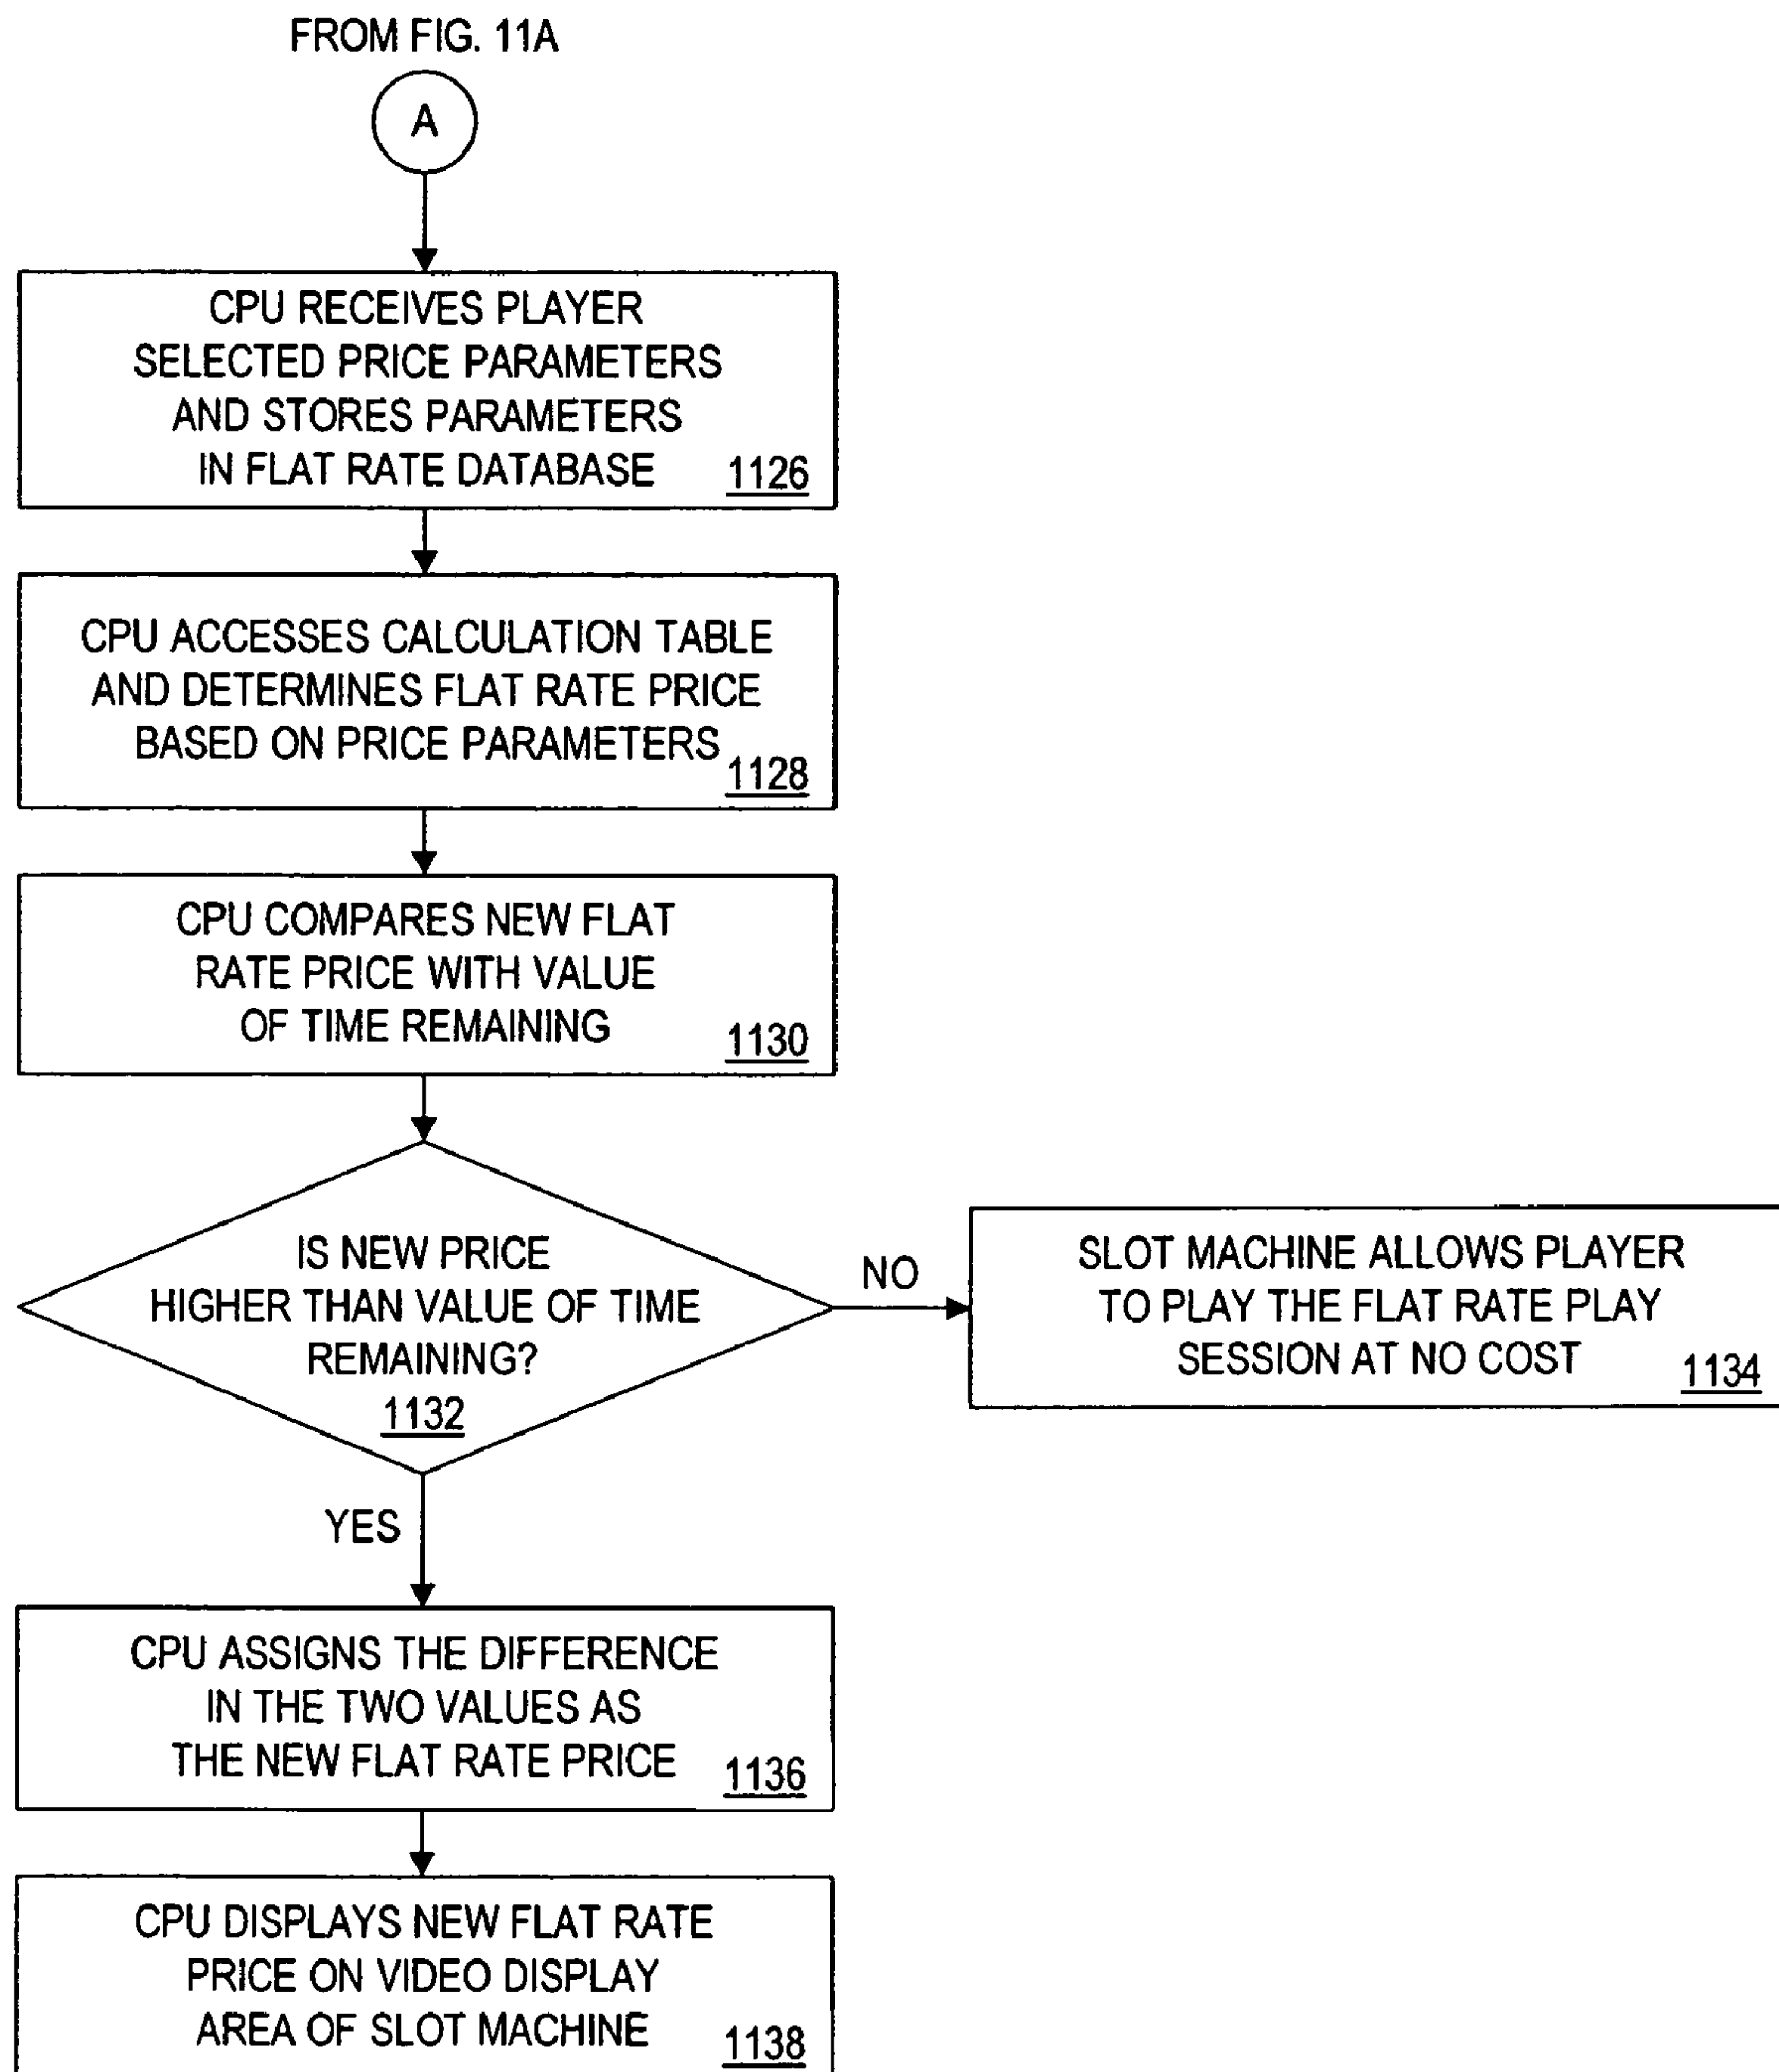 FROM FIG. 11A
A
CPU RECEIVES PLAYER
SELECTED PRICE PARAMETERS
AND STORES PARAMETERS
IN FLAT RATE DATABASE 1126
CPU ACCESSES CALCULATION TABLE
AND DETERMINES FLAT RATE PRICE
BASED ON PRICE PARAMETERS 1128
CPU COMPARES NEW FLAT
RATE PRICE WITH VALUE
OF TIME REMAINING 1130
IS NEW PRICE
HIGHER THAN VALUE OF TIME
REMAINING?
1132
NO
SLOT MACHINE ALLOWS PLAYER
TO PLAY THE FLAT RATE PLAY
SESSION AT NO COST 1134
YES
CPU ASSIGNS THE DIFFERENCE
IN THE TWO VALUES AS
THE NEW FLAT RATE PRICE 1136
CPU DISPLAYS NEW FLAT RATE
PRICE ON VIDEO DISPLAY
AREA OF SLOT MACHINE 1138